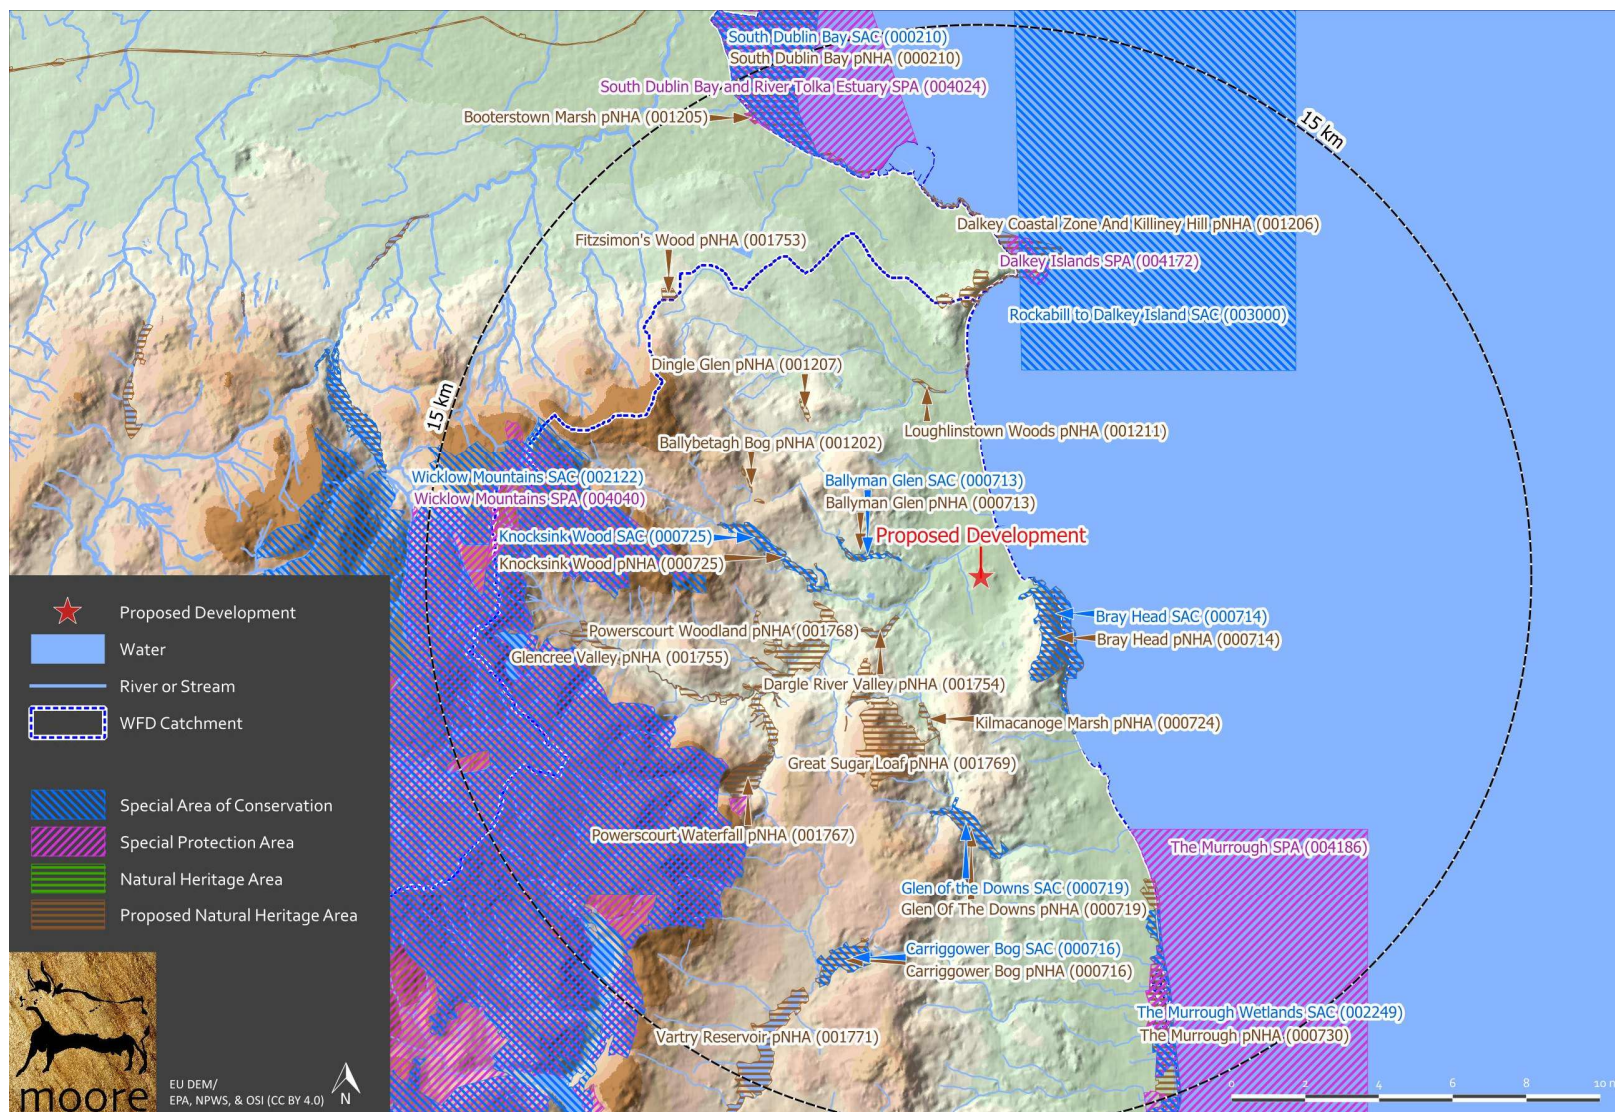 South Dublin Bay SAC (000210)
South Dublin Bay pNHA (000210)
South Dublin Bay and River Tolka Estuary SPA (004024)
Booterstown Marsh pNHA (001205)
15 km
Dalkey Coastal Zone And Killiney Hill pNHA (001206)
Fitzsimon's Wood pNHA (001753)
Dalkey Islands SPA (004172)
Rockabill to Dalkey Island SAC (003000)
Dingle Glen pNHA (001207)
15 km
Loughlinstown Woods pNHA (001211)
Ballybetagh Bog pNHA (001202)
Wicklow Mountains SAC (002122)
Ballyman Glen SAC (000713)
Wicklow Mountains SPA (004040)
Ballyman Glen pNHA (000713)
Knocksink Wood SAC (000725)
Proposed Development
Knocksink Wood pNHA (000725)
Bray Head SAC (000714)
Powerscourt Woodland pNHA (001768)
Bray Head pNHA (000714)
Glencree Valley pNHA (001755)
Dargle River Valley pNHA (001754)
Kilmacanoge Marsh pNHA (000724)
Great Sugar Loaf pNHA (001769)
Powerscourt Waterfall pNHA (001767)
The Murrough SPA (004186)
Glen of the Downs SAC (000719)
Glen Of The Downs pNHA (000719)
Carriggower Bog SAC (000716)
Carriggower Bog pNHA (000716)
The Murrough Wetlands SAC (002249)
Vartry Reservoir pNHA (001771)
The Murrough pNHA (000730)
Proposed Development
Water
River or Stream
WFD Catchment
Special Area of Conservation
Special Protection Area
Natural Heritage Area
Proposed Natural Heritage Area
moore
EU DEM/
EPA, NPWS, & OSI (CC BY 4.0)
N
0 2 4 6 8 10